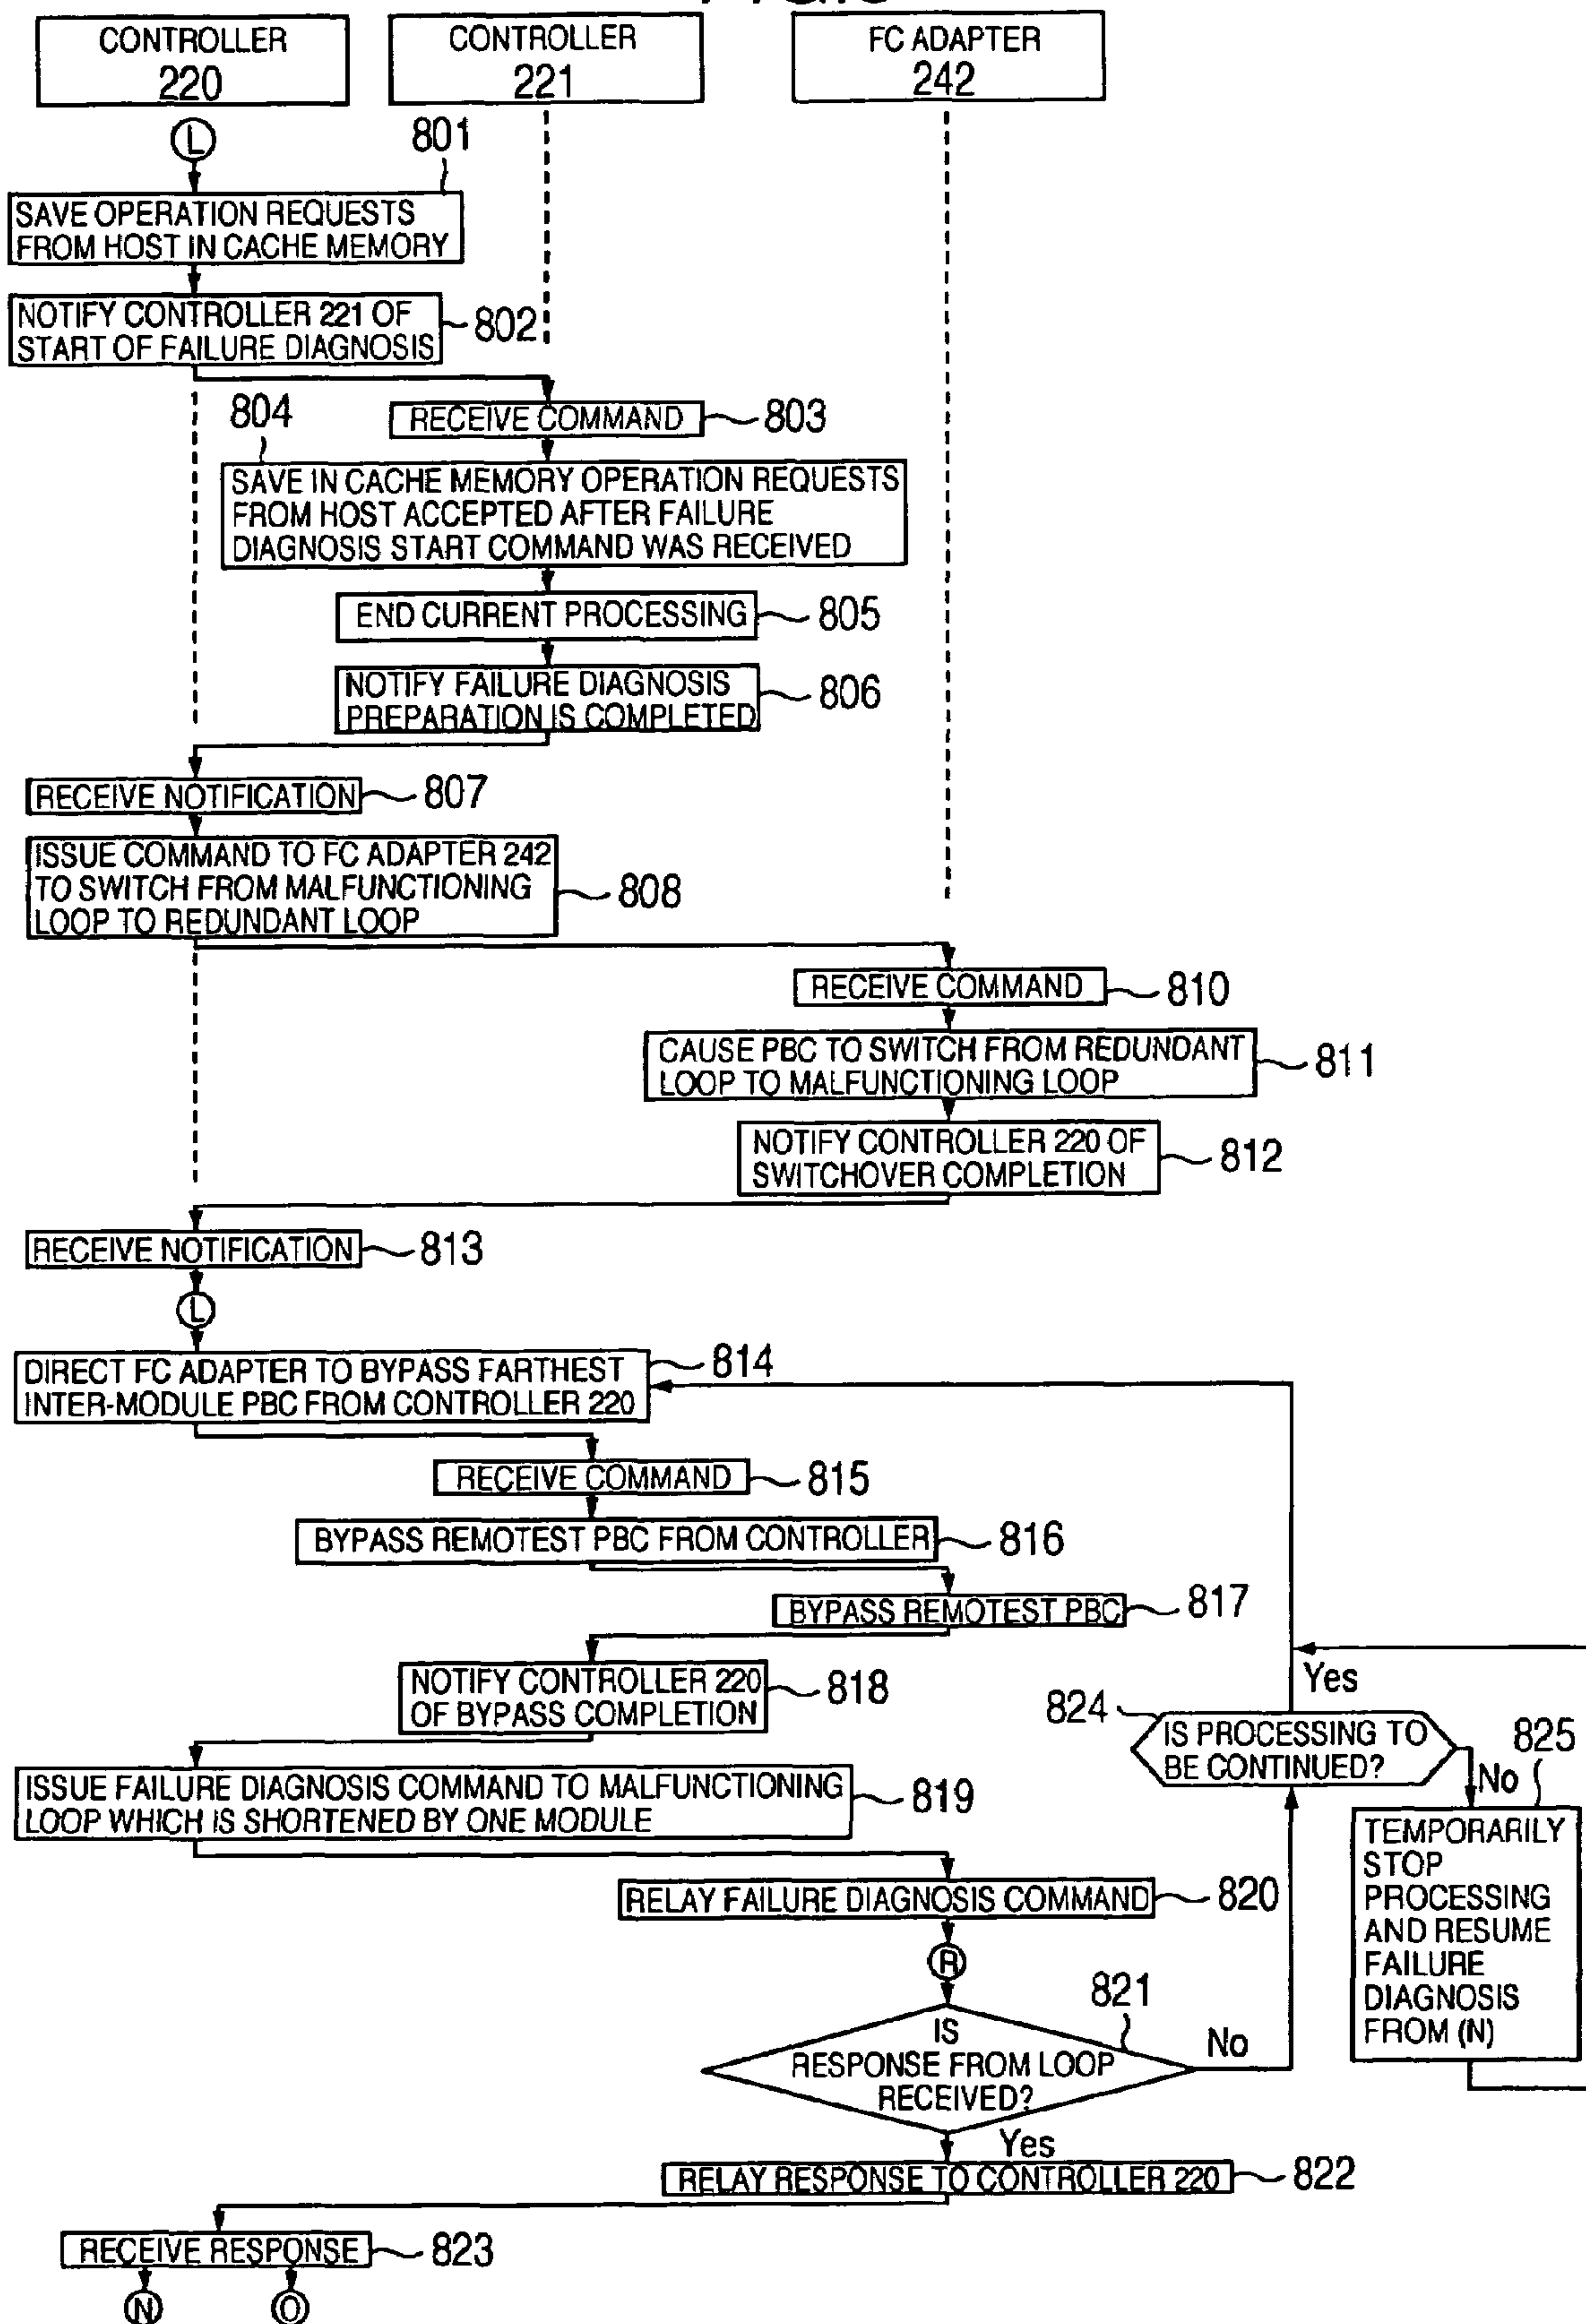 CONTROLLER
220
CONTROLLER
221
FC ADAPTER
242
L
801
SAVE OPERATION REQUESTS
FROM HOST IN CACHE MEMORY
NOTIFY CONTROLLER 221 OF
START OF FAILURE DIAGNOSIS
802
RECEIVE COMMAND
803
804
SAVE IN CACHE MEMORY OPERATION REQUESTS
FROM HOST ACCEPTED AFTER FAILURE
DIAGNOSIS START COMMAND WAS RECEIVED
END CURRENT PROCESSING
805
NOTIFY FAILURE DIAGNOSIS
PREPARATION IS COMPLETED
806
RECEIVE NOTIFICATION
807
ISSUE COMMAND TO FC ADAPTER 242
TO SWITCH FROM MALFUNCTIONING
LOOP TO REDUNDANT LOOP
808
RECEIVE COMMAND
810
CAUSE PBC TO SWITCH FROM REDUNDANT
LOOP TO MALFUNCTIONING LOOP
811
NOTIFY CONTROLLER 220 OF
SWITCHOVER COMPLETION
812
RECEIVE NOTIFICATION
813
L
DIRECT FC ADAPTER TO BYPASS FARTHEST
INTER-MODULE PBC FROM CONTROLLER 220
814
RECEIVE COMMAND
815
BYPASS REMOTEST PBC FROM CONTROLLER
816
BYPASS REMOTEST PBC
817
NOTIFY CONTROLLER 220
OF BYPASS COMPLETION
818
Yes
824
IS PROCESSING TO
BE CONTINUED?
No
825
TEMPORARILY
STOP
PROCESSING
AND RESUME
FAILURE
DIAGNOSIS
FROM (N)
ISSUE FAILURE DIAGNOSIS COMMAND TO MALFUNCTIONING
LOOP WHICH IS SHORTENED BY ONE MODULE
819
RELAY FAILURE DIAGNOSIS COMMAND
820
R
821
IS
RESPONSE FROM LOOP
RECEIVED?
No
Yes
RELAY RESPONSE TO CONTROLLER 220
822
RECEIVE RESPONSE
823
N
O